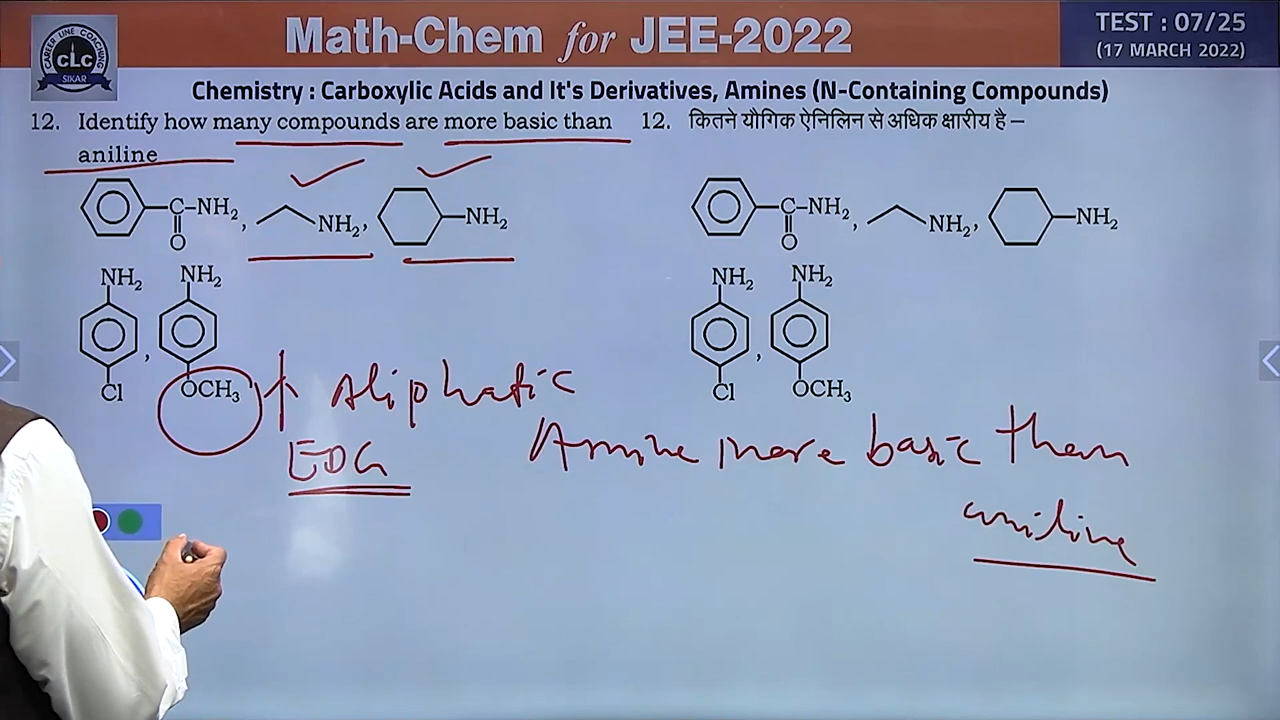 Math-Chem for JEE-2022
TEST : 07/25
(17 MARCH 2022)
CAREER LINE COACHING
CLC
SIKAR
Chemistry : Carboxylic Acids and It's Derivatives, Amines (N-Containing Compounds)
12. Identify how many compounds are more basic than
aniline
C–NH₂, NH₂, NH₂
O
NH₂ NH₂
,
Cl OCH₃
12. कितने यौगिक ऐनिलिन से अधिक क्षारीय है –
C–NH₂, NH₂, NH₂
O
NH₂ NH₂
,
Cl OCH₃
Aliphatic
EDG
Amine more basic than
aniline